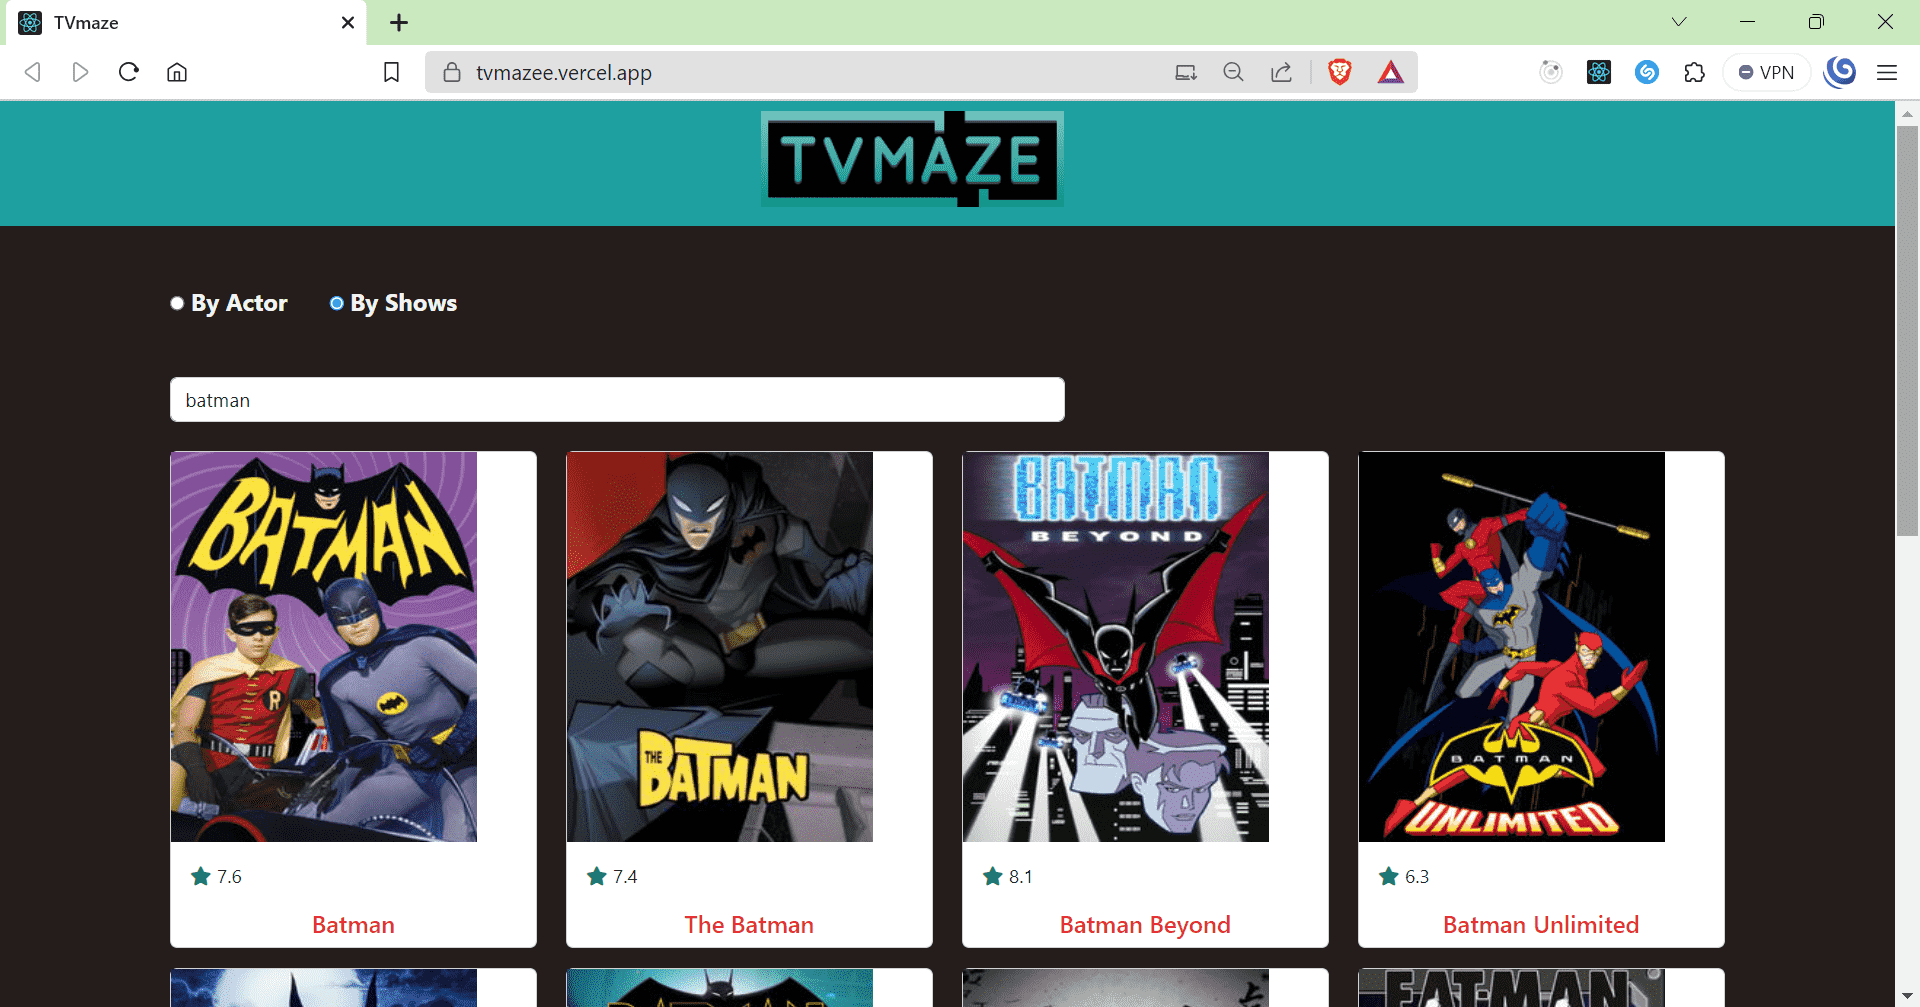 TVmaze
tvmazee.vercel.app
VPN
TVMAZE
By Actor
By Shows
batman
BATMAN
R
THE
BATMAN
BATMAN
BEYOND
BATMAN
UNLIMITED
7.6
7.4
8.1
6.3
Batman
The Batman
Batman Beyond
Batman Unlimited
BATMAN